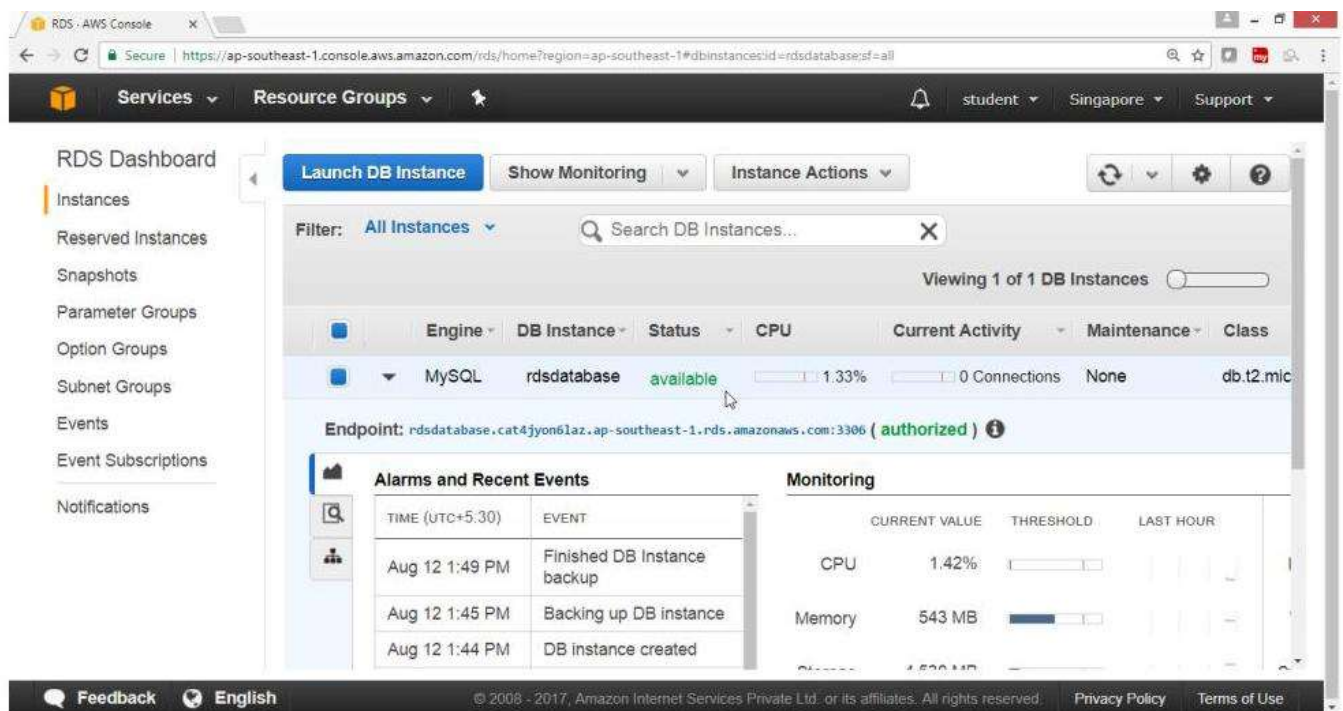 RDS - AWS Console
Secure | https://ap-southeast-1.console.aws.amazon.com/rds/home?region=ap-southeast-1#dbinstances:id=rdsdatabase;sf=all
Services Resource Groups student Singapore Support
RDS Dashboard
Instances
Reserved Instances
Snapshots
Parameter Groups
Option Groups
Subnet Groups
Events
Event Subscriptions
Notifications
Launch DB Instance Show Monitoring Instance Actions
Filter: All Instances Search DB Instances...
Viewing 1 of 1 DB Instances
Engine DB Instance Status CPU Current Activity Maintenance Class
MySQL rdsdatabase available 1.33% 0 Connections None db.t2.mic
Endpoint: rdsdatabase.cat4jyon6laz.ap-southeast-1.rds.amazonaws.com:3306 ( authorized )
Alarms and Recent Events
TIME (UTC+5:30) EVENT
Aug 12 1:49 PM Finished DB Instance backup
Aug 12 1:45 PM Backing up DB instance
Aug 12 1:44 PM DB instance created
Monitoring
CURRENT VALUE THRESHOLD LAST HOUR
CPU 1.42%
Memory 543 MB
Feedback English © 2008 - 2017, Amazon Internet Services Private Ltd. or its affiliates. All rights reserved. Privacy Policy Terms of Use